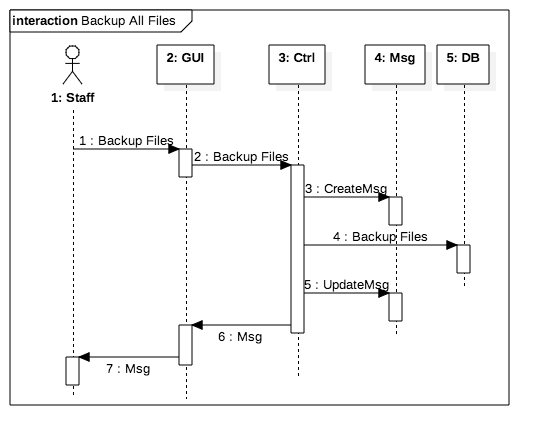 interaction Backup All Files
1: Staff
2: GUI
3: Ctrl
4: Msg
5: DB
1 : Backup Files
2 : Backup Files
3 : CreateMsg
4 : Backup Files
5 : UpdateMsg
6 : Msg
7 : Msg